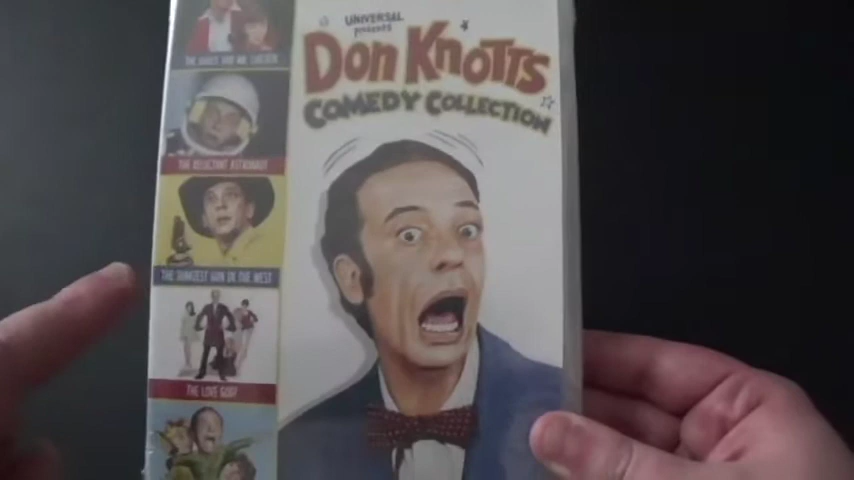 UNIVERSAL
presents
DON KNOTTS
COMEDY COLLECTION
THE GHOST AND MR. CHICKEN
THE RELUCTANT ASTRONAUT
THE SHAKIEST GUN IN THE WEST
THE LOVE GOD?